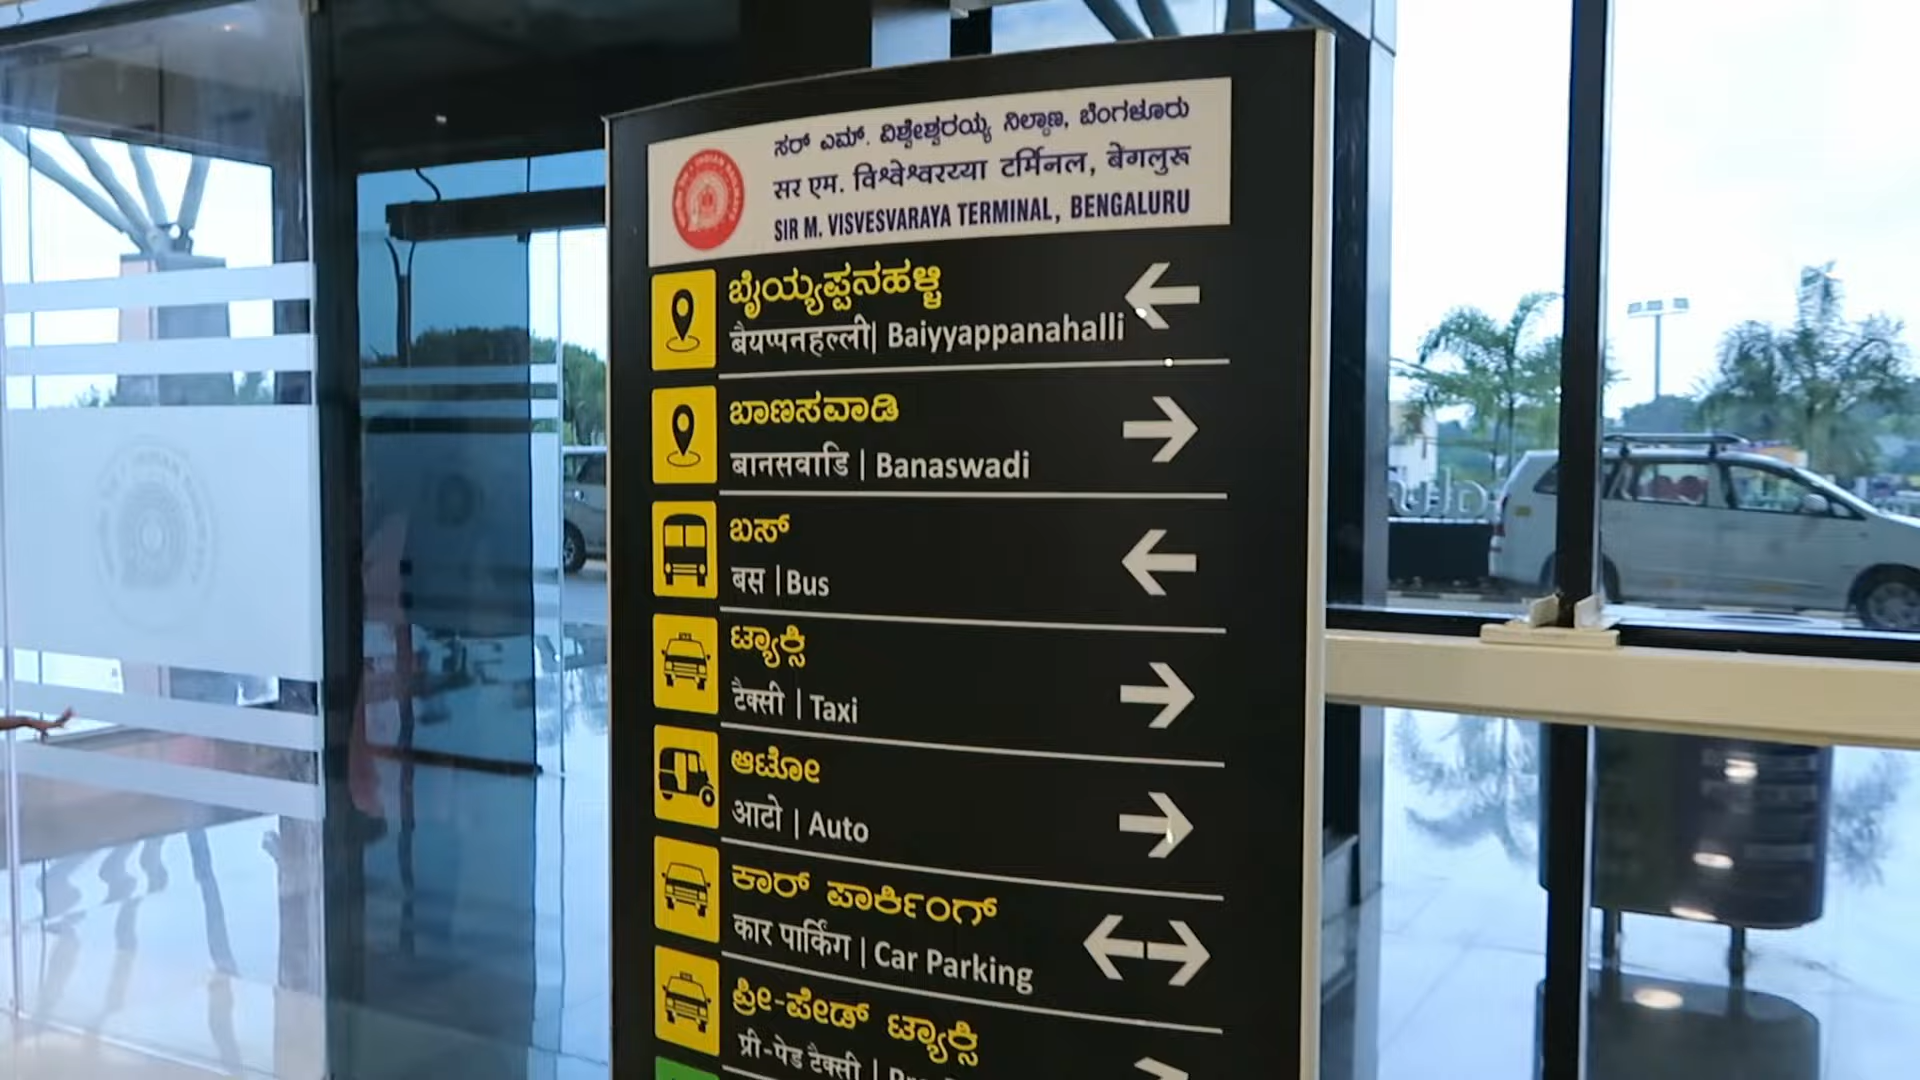 ಸರ್ ಎಮ್. ವಿಶ್ವೇಶ್ವರಯ್ಯ ನಿಲ್ದಾಣ, ಬೆಂಗಳೂರು
सर एम. विश्वेश्वरय्या टर्मिनल, बेंगलुरू
SIR M. VISVESVARAYA TERMINAL, BENGALURU
ಬೈಯ್ಯಪ್ಪನಹಳ್ಳಿ
बैयप्पनहल्ली| Baiyyappanahalli
ಬಾಣಸವಾಡಿ
बानसवाडि | Banaswadi
ಬಸ್
बस |Bus
ಟ್ಯಾಕ್ಸಿ
टैक्सी | Taxi
ಆಟೋ
आटो | Auto
ಕಾರ್ ಪಾರ್ಕಿಂಗ್
कार पार्किंग | Car Parking
ಪ್ರೀ-ಪೇಡ್ ಟ್ಯಾಕ್ಸಿ
प्री-पेड टैक्सी |